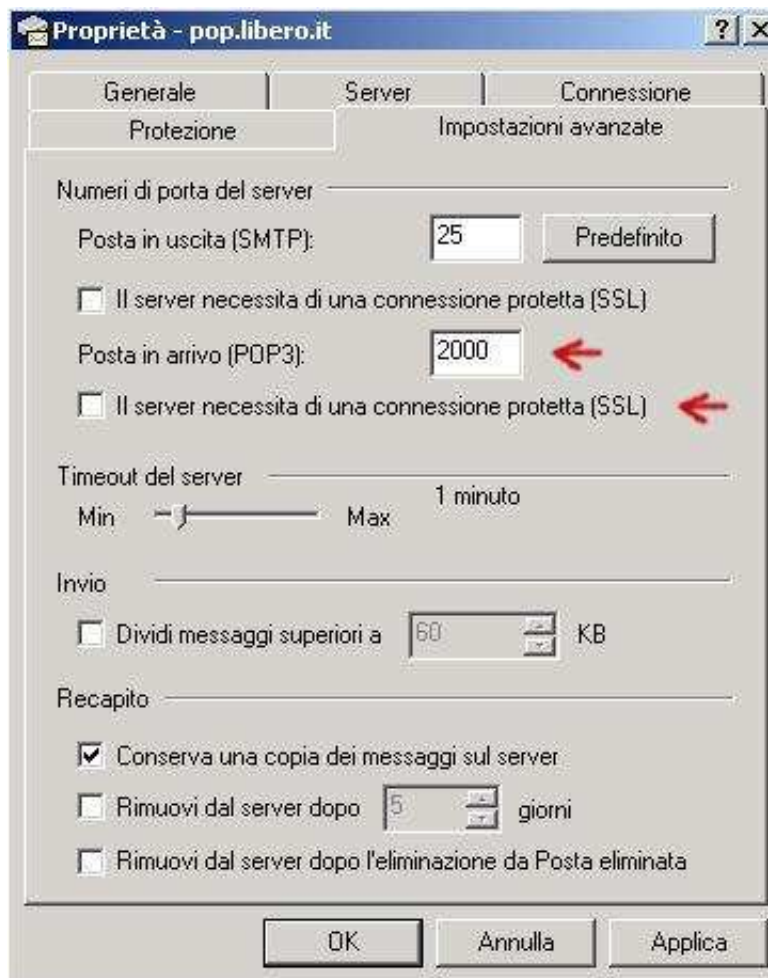 Proprietà - pop.libero.it
Generale Server Connessione
Protezione Impostazioni avanzate
Numeri di porta del server
Posta in uscita (SMTP): 25 Predefinito
Il server necessita di una connessione protetta (SSL)
Posta in arrivo (POP3): 2000
Il server necessita di una connessione protetta (SSL)
Timeout del server
Min Max 1 minuto
Invio
Dividi messaggi superiori a 60 KB
Recapito
Conserva una copia dei messaggi sul server
Rimuovi dal server dopo 5 giorni
Rimuovi dal server dopo l'eliminazione da Posta eliminata
OK Annulla Applica